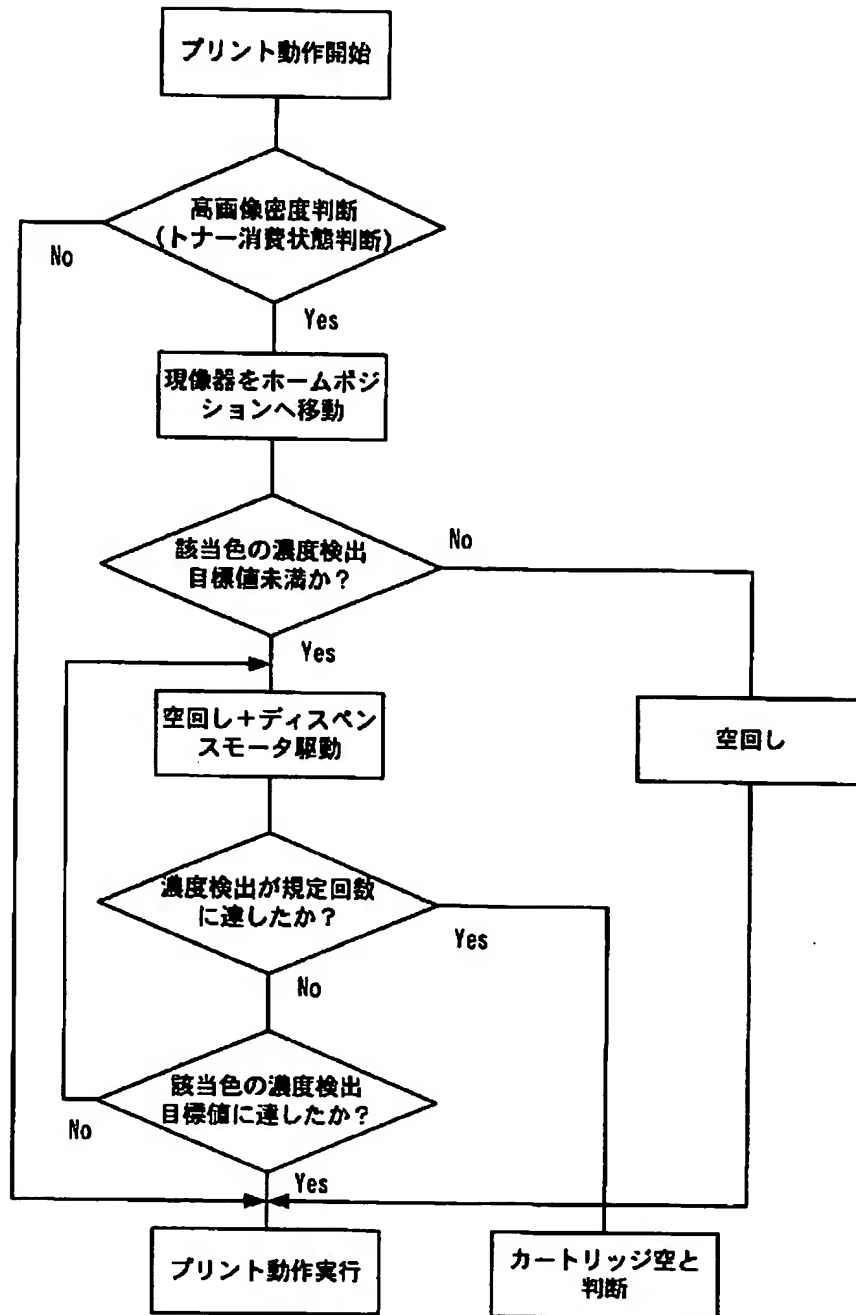 プリント動作開始
高画像密度判断
(トナー消費状態判断)
No
Yes
現像器をホームポジ
ションへ移動
該当色の濃度検出
目標値未満か？
No
Yes
空回し＋ディスペン
スモータ駆動
空回し
濃度検出が規定回数
に達したか？
Yes
No
該当色の濃度検出
目標値に達したか？
No
Yes
プリント動作実行
カートリッジ空と
判断